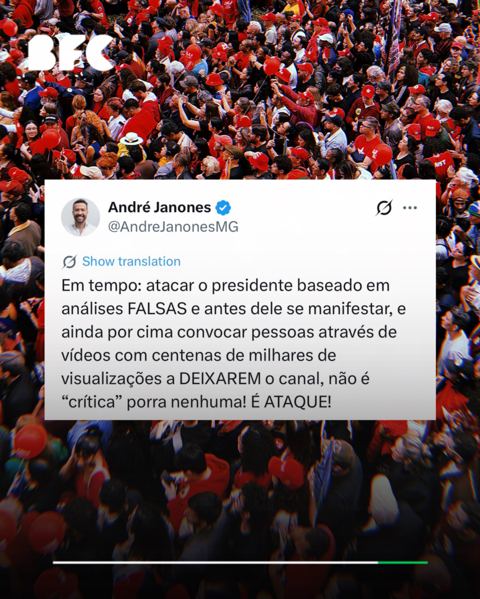 BFC
André Janones
@AndreJanonesMG
Show translation
Em tempo: atacar o presidente baseado em
análises FALSAS e antes dele se manifestar, e
ainda por cima convocar pessoas através de
vídeos com centenas de milhares de
visualizações a DEIXAREM o canal, não é
“crítica” porra nenhuma! É ATAQUE!